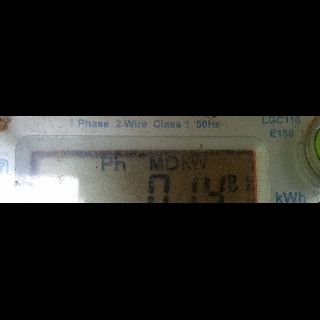 1 Phase 2 Wire Class 1 50Hz
LGC110
E150
Ph MD kW
kWh